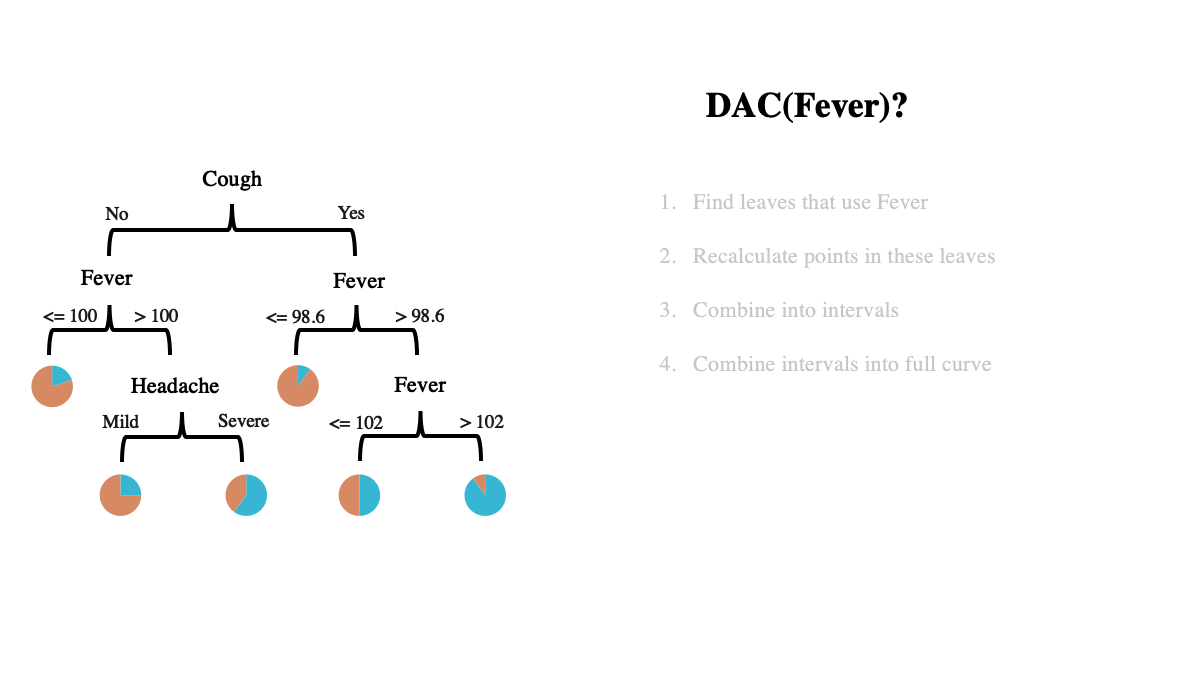 DAC(Fever)?
Cough
No
Yes
Fever
Fever
<= 100
> 100
<= 98.6
> 98.6
Headache
Fever
Mild
Severe
<= 102
> 102
1. Find leaves that use Fever
2. Recalculate points in these leaves
3. Combine into intervals
4. Combine intervals into full curve